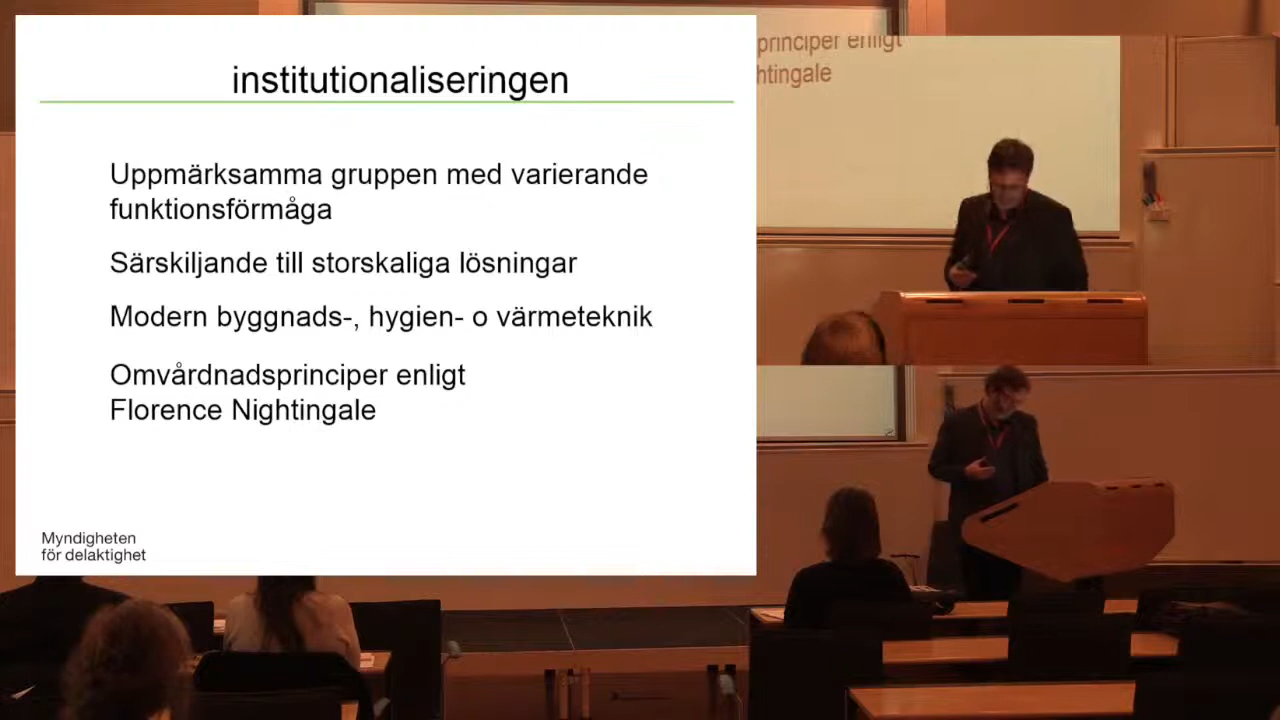 institutionaliseringen
Uppmärksamma gruppen med varierande
funktionsförmåga
Särskiljande till storskaliga lösningar
Modern byggnads-, hygien- o värmeteknik
Omvårdnadsprinciper enligt
Florence Nightingale
Myndigheten
för delaktighet
principer enligt
htingale